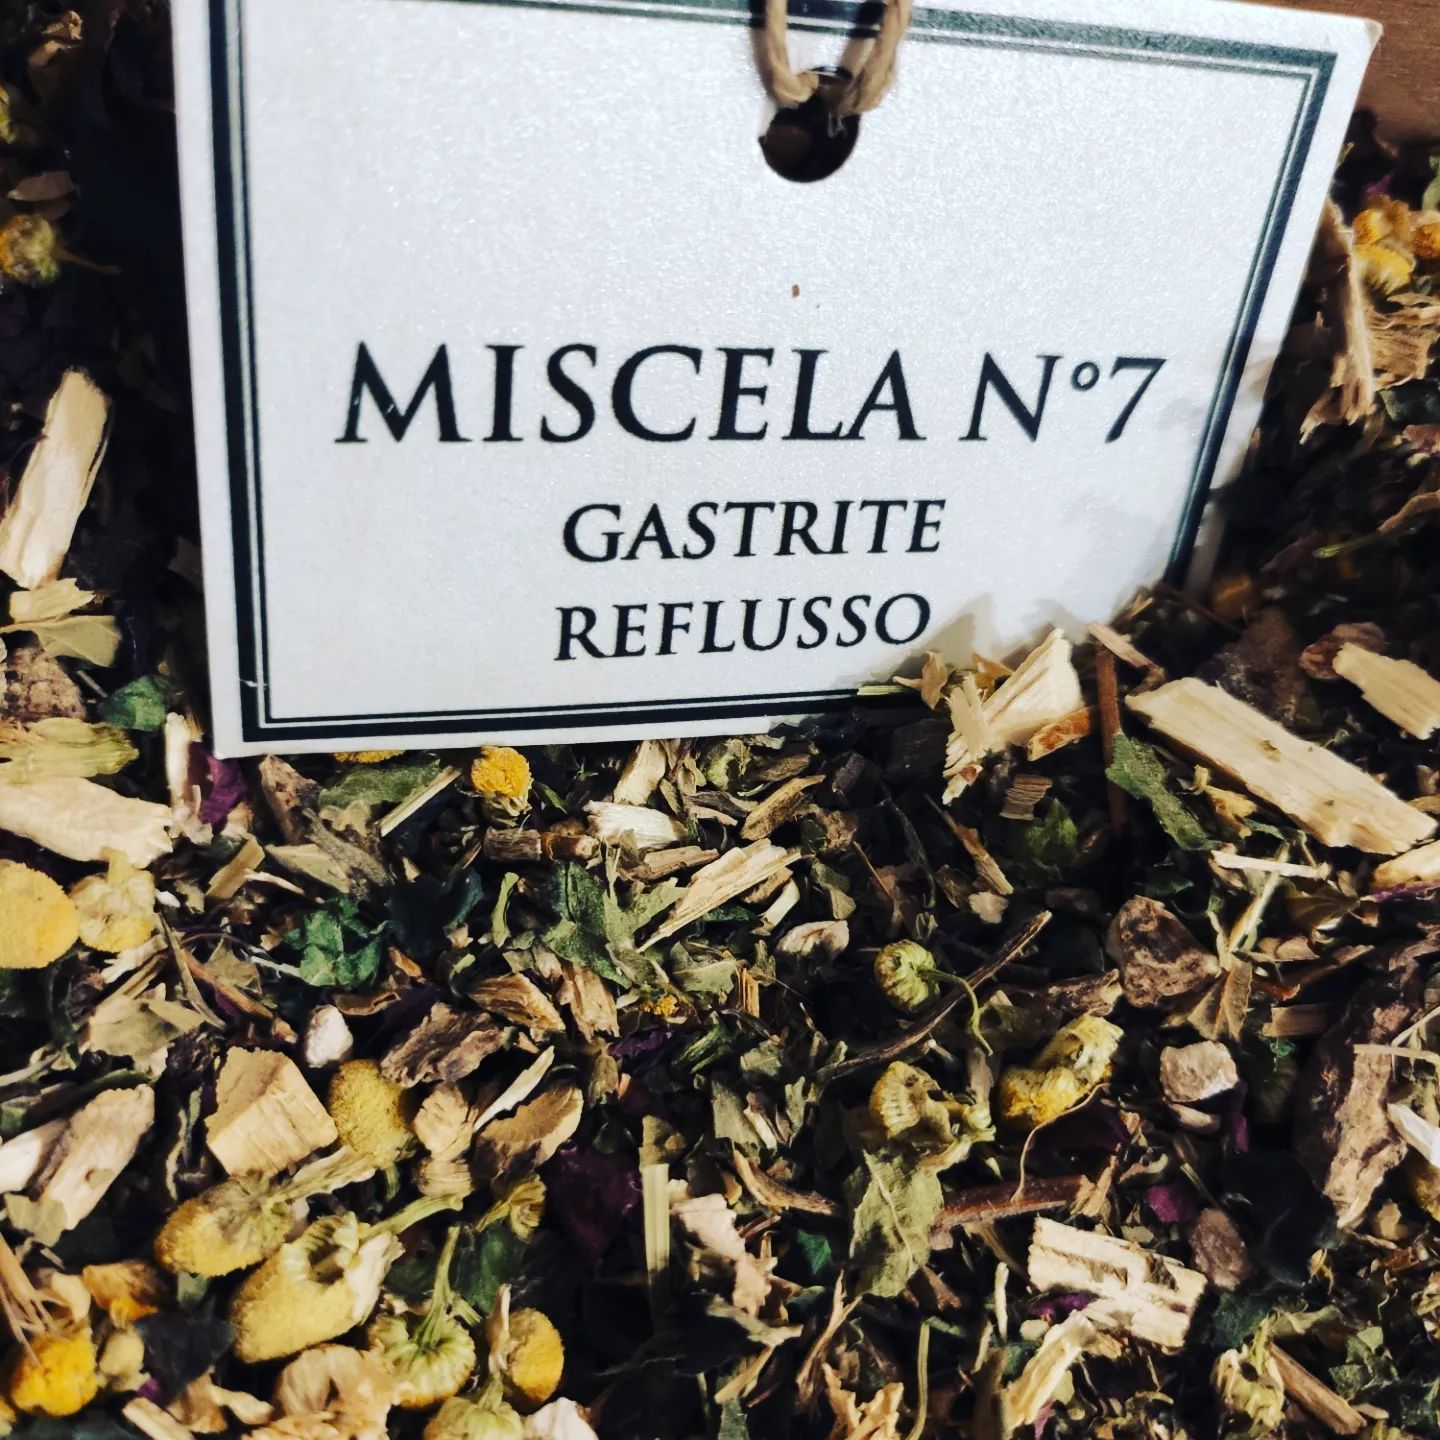 MISCELA N°7
GASTRITE
REFLUSSO